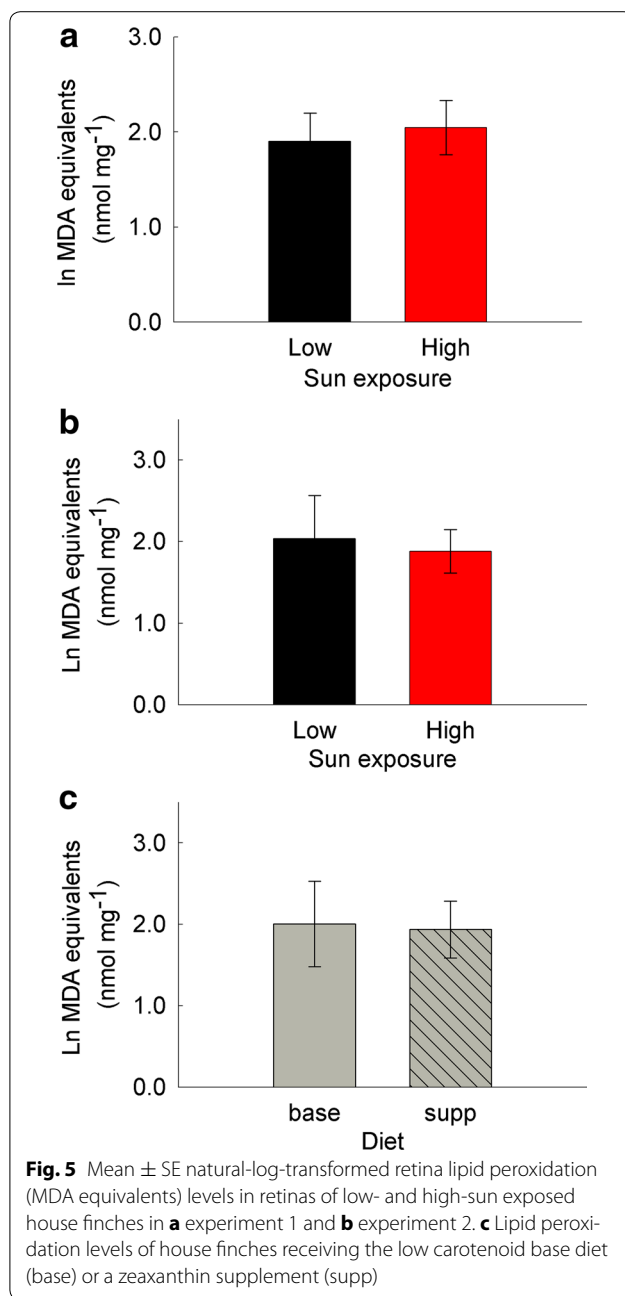 a
ln MDA equivalents
(nmol mg⁻¹)
3.0
2.0
1.0
0.0
Low High
Sun exposure
b
Ln MDA equivalents
(nmol mg⁻¹)
3.0
2.0
1.0
0.0
Low High
Sun exposure
c
Ln MDA equivalents
(nmol mg⁻¹)
3.0
2.0
1.0
0.0
base supp
Diet
Fig. 5 Mean ± SE natural-log-transformed retina lipid peroxidation
(MDA equivalents) levels in retinas of low- and high-sun exposed
house finches in a experiment 1 and b experiment 2. c Lipid peroxi-
dation levels of house finches receiving the low carotenoid base diet
(base) or a zeaxanthin supplement (supp)